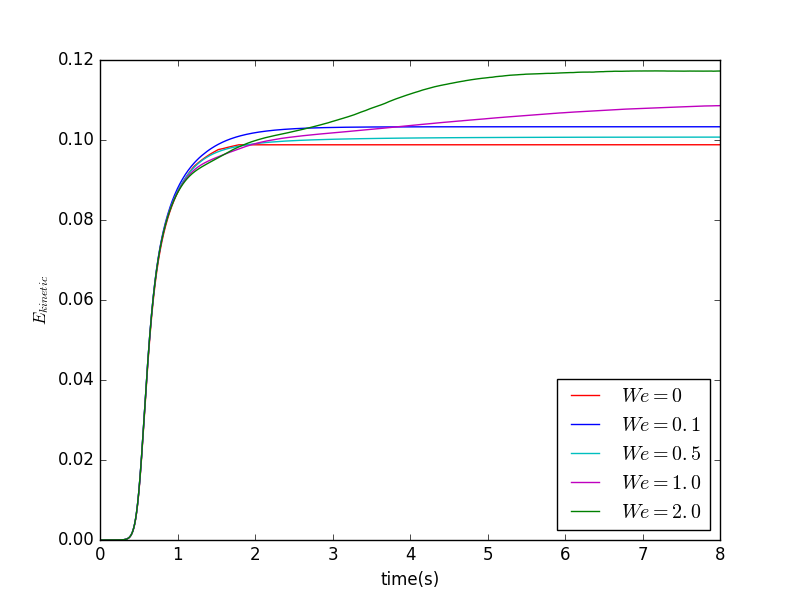 0.12
0.10
0.08
0.06
0.04
0.02
0.00
E_kinetic
0 1 2 3 4 5 6 7 8
time(s)
We = 0
We = 0.1
We = 0.5
We = 1.0
We = 2.0